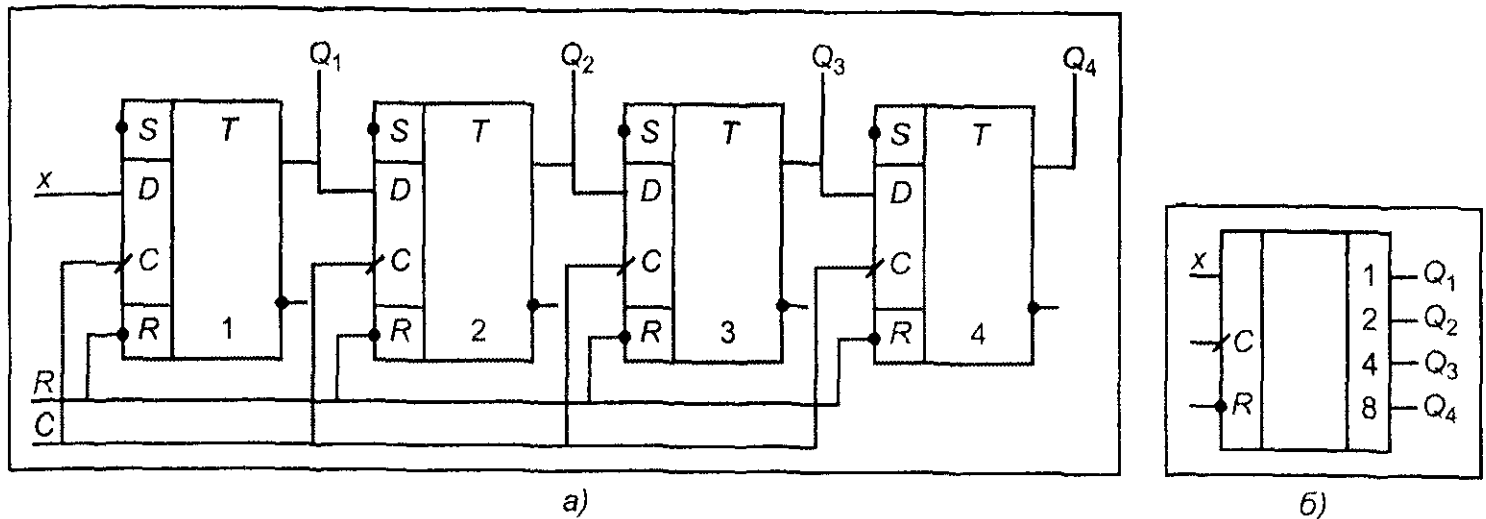 Q₁ Q₂ Q₃ Q₄
S T S T S T S T
x D D D D
C C C C
R 1 R 2 R 3 R 4
R
C
а)
x 1 Q₁
2 Q₂
C
4 Q₃
R 8 Q₄
б)